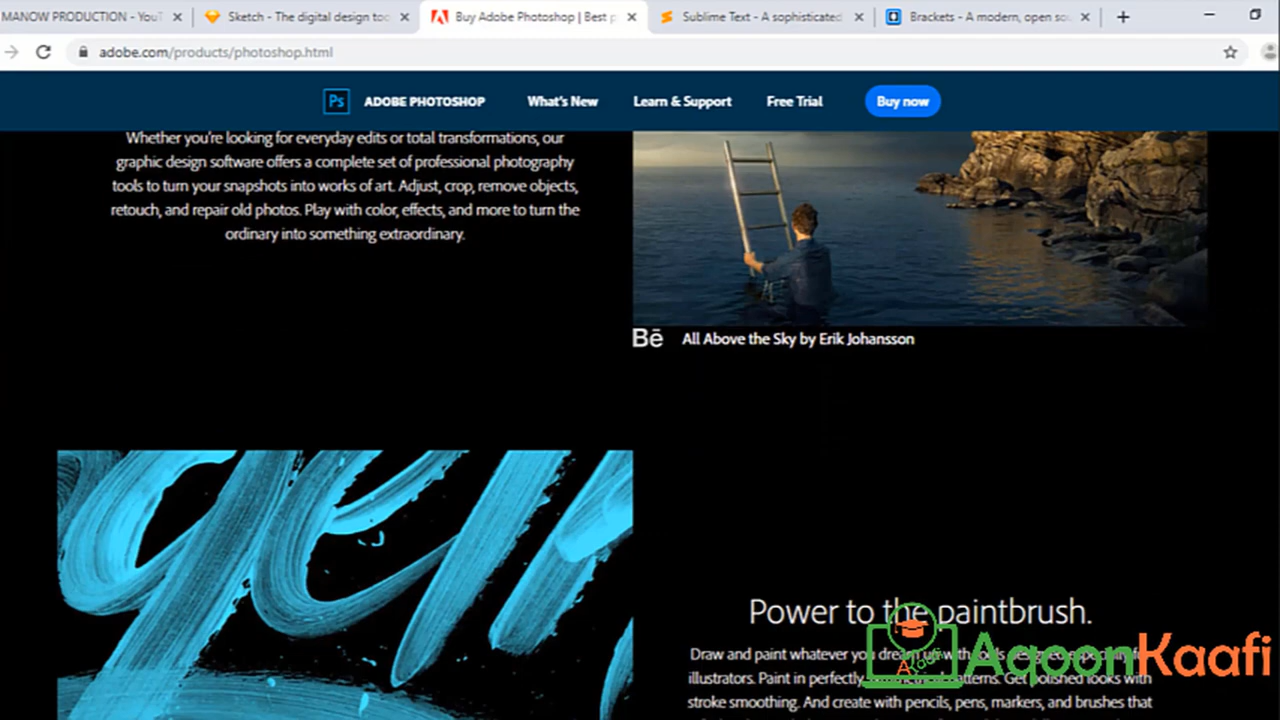 MANOW PRODUCTION - YouT
Sketch - The digital design too
Buy Adobe Photoshop | Best p
Sublime Text - A sophisticated
Brackets - A modern, open so
adobe.com/products/photoshop.html
Ps ADOBE PHOTOSHOP What's New Learn & Support Free Trial Buy now
Whether you're looking for everyday edits or total transformations, our
graphic design software offers a complete set of professional photography
tools to turn your snapshots into works of art. Adjust, crop, remove objects,
retouch, and repair old photos. Play with color, effects, and more to turn the
ordinary into something extraordinary.
Bē All Above the Sky by Erik Johansson
Power to the paintbrush.
Draw and paint whatever you dream up with tools designed especially
illustrators. Paint in perfectly patterns. Get polished looks with
stroke smoothing. And create with pencils, pens, markers, and brushes that
AqoonKaafi